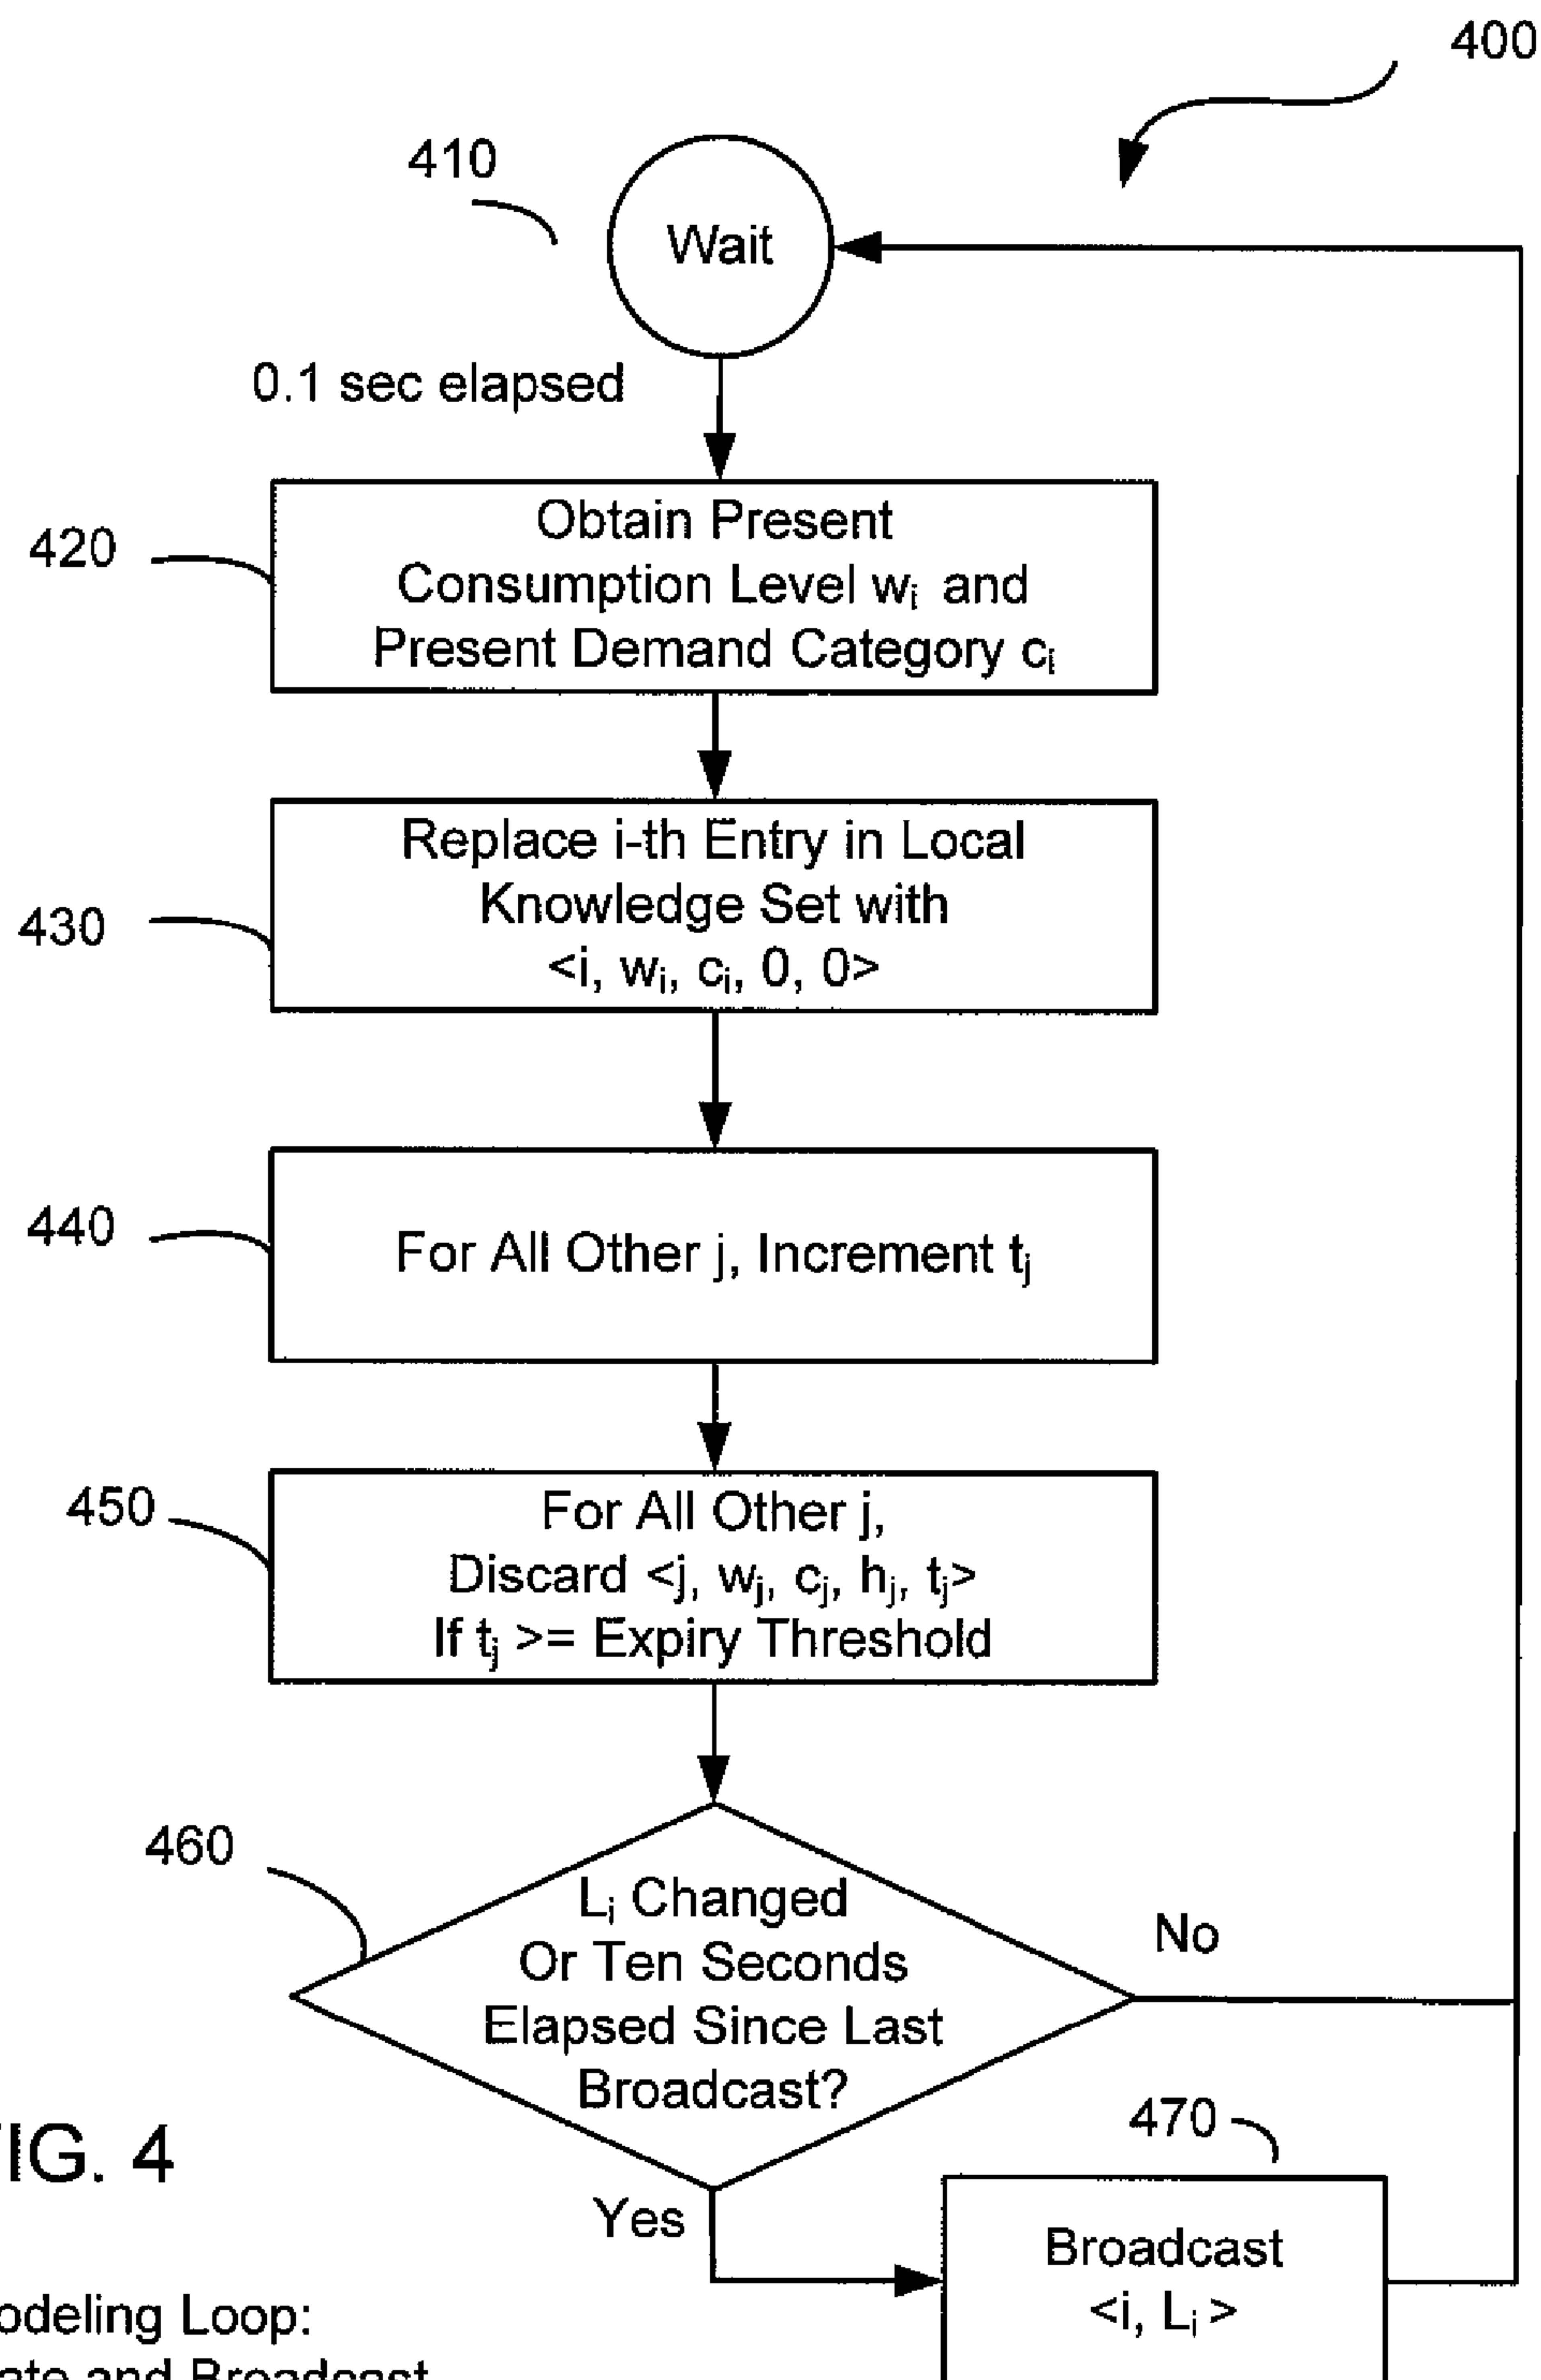 400
410
Wait
0.1 sec elapsed
420
Obtain Present
Consumption Level wᵢ and
Present Demand Category cᵢ
430
Replace i-th Entry in Local
Knowledge Set with
<i, wᵢ, cᵢ, 0, 0>
440
For All Other j, Increment tⱼ
450
For All Other j,
Discard <j, wⱼ, cⱼ, hⱼ, tⱼ>
If tⱼ >= Expiry Threshold
460
Lᵢ Changed
Or Ten Seconds
Elapsed Since Last
Broadcast?
No
Yes
470
Broadcast
<i, Lᵢ >
FIG. 4
Loop:
and Broadcast